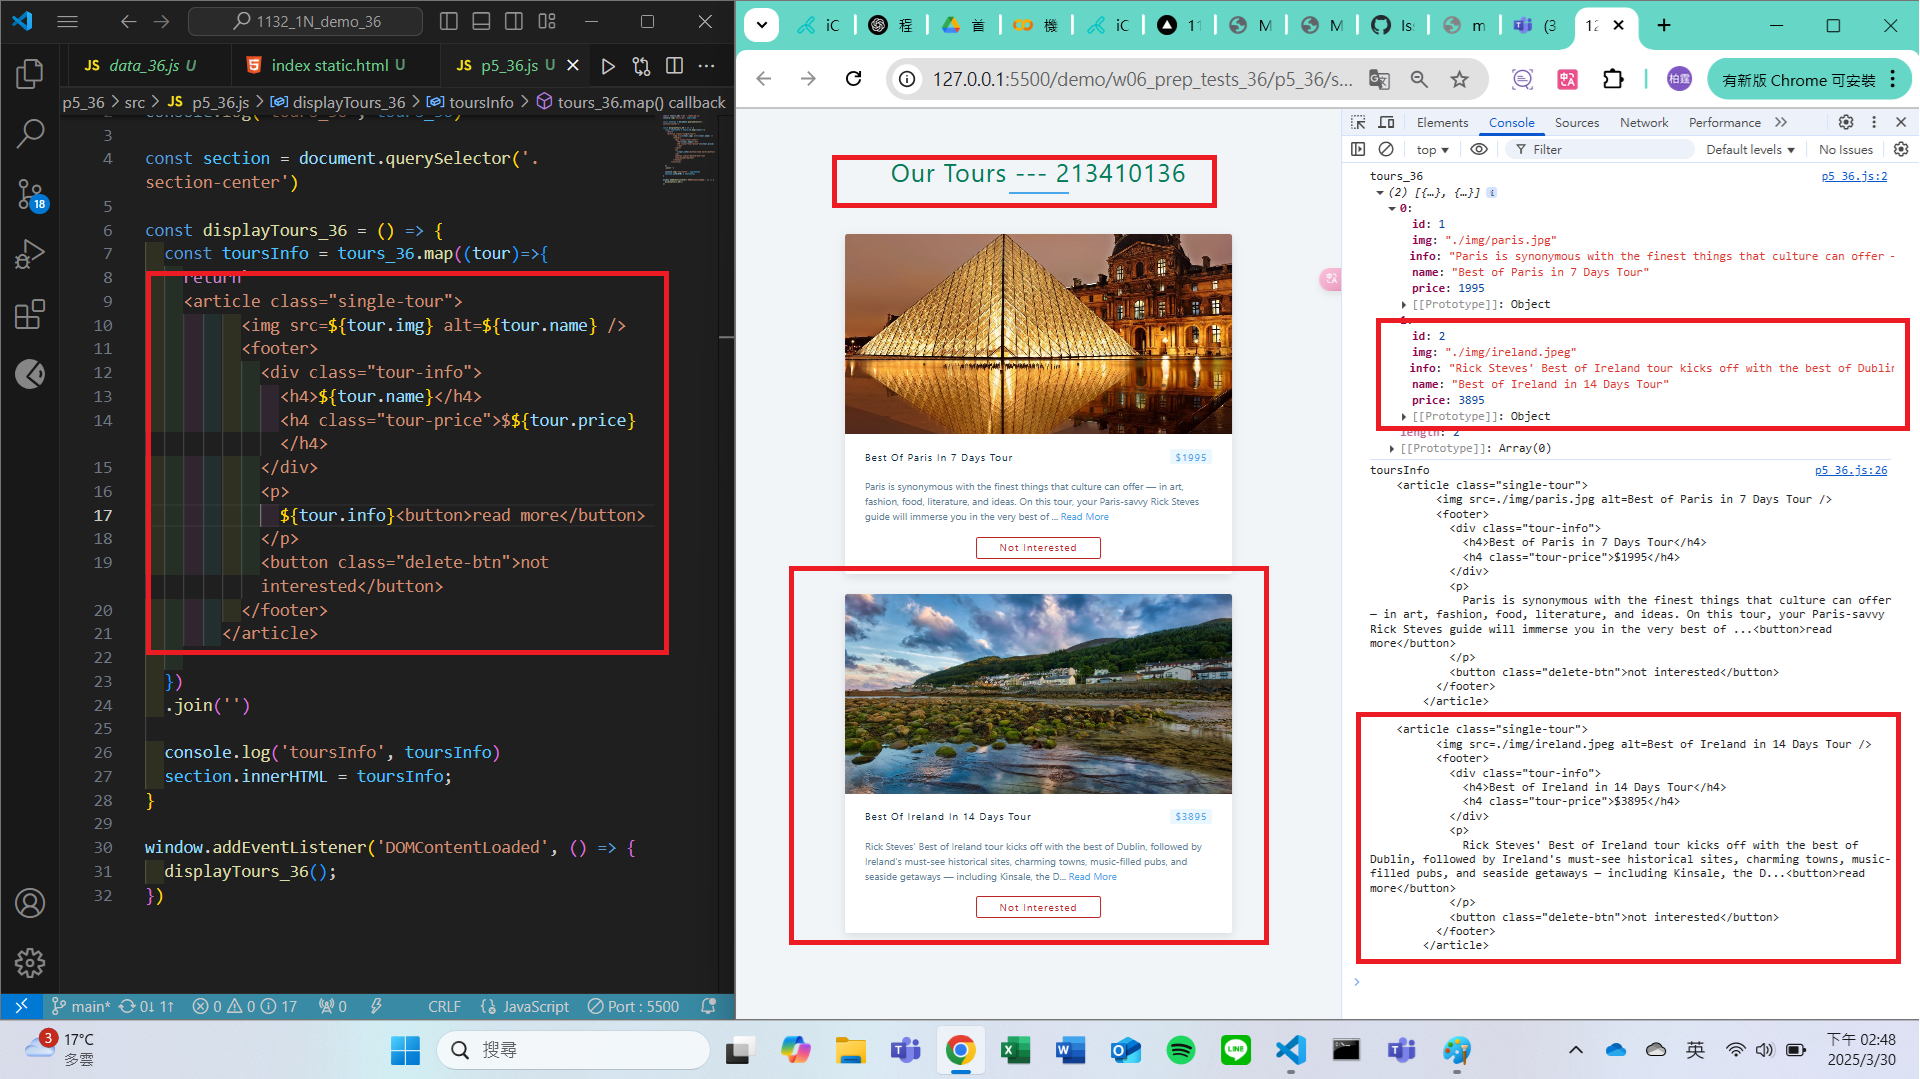 1132_1N_demo_36
JS data_36.js U
index static.html U
JS p5_36.js U
p5_36 > src > JS p5_36.js > displayTours_36 > toursInfo > tours_36.map() callback
3
4 const section = document.querySelector('.
section-center')
5
6 const displayTours_36 = () => {
7 const toursInfo = tours_36.map((tour)=>{
8 return`
9 <article class="single-tour">
10 <img src=${tour.img} alt=${tour.name} />
11 <footer>
12 <div class="tour-info">
13 <h4>${tour.name}</h4>
14 <h4 class="tour-price">$${tour.price}
</h4>
15 </div>
16 <p>
17 ${tour.info}<button>read more</button>
18 </p>
19 <button class="delete-btn">not
interested</button>
20 </footer>
21 </article>
22
23 })
24 .join('')
25
26 console.log('toursInfo', toursInfo)
27 section.innerHTML = toursInfo;
28 }
29
30 window.addEventListener('DOMContentLoaded', () => {
31 displayTours_36();
32 })
18
main* 0↓ 1↑ 0 0 17 0 CRLF {} JavaScript Port : 5500
iC
程
首
機
iC
11
M
M
Is
m
(3
12
127.0.0.1:5500/demo/w06_prep_tests_36/p5_36/s...
柏霆
有新版 Chrome 可安裝
Our Tours --- 213410136
Best Of Paris In 7 Days Tour
$1995
Paris is synonymous with the finest things that culture can offer — in art,
fashion, food, literature, and ideas. On this tour, your Paris-savvy Rick Steves
guide will immerse you in the very best of ... Read More
Not Interested
Best Of Ireland In 14 Days Tour
$3895
Rick Steves' Best of Ireland tour kicks off with the best of Dublin, followed by
Ireland's must-see historical sites, charming towns, music-filled pubs, and
seaside getaways — including Kinsale, the D... Read More
Not Interested
Elements Console Sources Network Performance
top Filter Default levels No Issues
tours_36 p5_36.js:2
(2) [{…}, {…}]
0:
id: 1
img: "./img/paris.jpg"
info: "Paris is synonymous with the finest things that culture can offer
name: "Best of Paris in 7 Days Tour"
price: 1995
[[Prototype]]: Object
id: 2
img: "./img/ireland.jpeg"
info: "Rick Steves' Best of Ireland tour kicks off with the best of Dublin
name: "Best of Ireland in 14 Days Tour"
price: 3895
[[Prototype]]: Object
length: 2
[[Prototype]]: Array(0)
toursInfo p5_36.js:26
<article class="single-tour">
<img src=./img/paris.jpg alt=Best of Paris in 7 Days Tour />
<footer>
<div class="tour-info">
<h4>Best of Paris in 7 Days Tour</h4>
<h4 class="tour-price">$1995</h4>
</div>
<p>
Paris is synonymous with the finest things that culture can offer
— in art, fashion, food, literature, and ideas. On this tour, your Paris-savvy
Rick Steves guide will immerse you in the very best of ...<button>read
more</button>
</p>
<button class="delete-btn">not interested</button>
</footer>
</article>
<article class="single-tour">
<img src=./img/ireland.jpeg alt=Best of Ireland in 14 Days Tour />
<footer>
<div class="tour-info">
<h4>Best of Ireland in 14 Days Tour</h4>
<h4 class="tour-price">$3895</h4>
</div>
<p>
Rick Steves' Best of Ireland tour kicks off with the best of
Dublin, followed by Ireland's must-see historical sites, charming towns, music-
filled pubs, and seaside getaways — including Kinsale, the D...<button>read
more</button>
</p>
<button class="delete-btn">not interested</button>
</footer>
</article>
3
17°C
多雲
搜尋
英
下午 02:48
2025/3/30